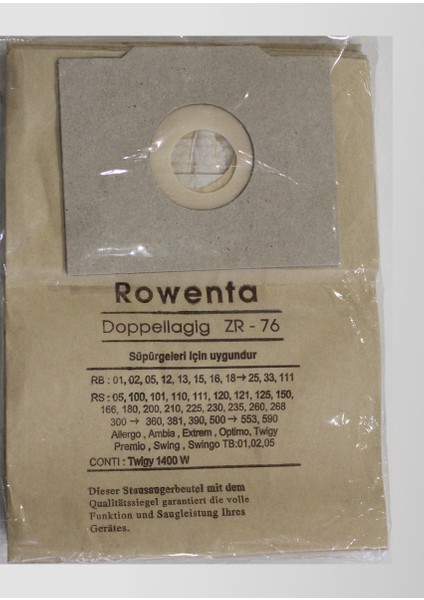 Rowenta
Doppellagig ZR - 76
Süpürgeleri için uygundur
RB : 01, 02, 05, 12, 13, 15, 16, 18→ 25, 33, 111
RS : 05, 100, 101, 110, 111, 120, 121, 125, 150,
166, 180, 200, 210, 225, 230, 235, 260, 268
300 → 360, 381, 390, 500 → 553, 590
Allergo , Ambia , Extrem , Optimo, Twigy
Premio , Swing , Swingo TB:01,02,05
CONTI : Twigy 1400 W
Dieser Stausaugerbeutel mit dem
Qualitätssiegel garantiert die volle
Funktion und Saugleistung Ihres
Gerätes.